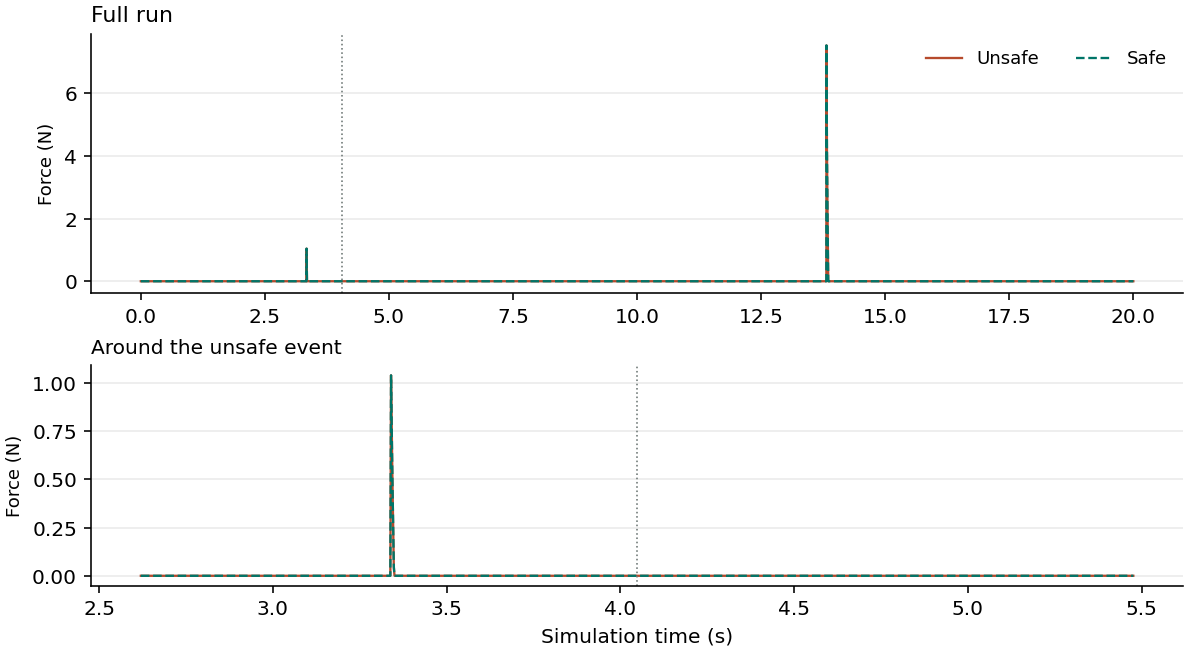 Full run
Unsafe Safe
Force (N)
6
4
2
0
0.0 2.5 5.0 7.5 10.0 12.5 15.0 17.5 20.0
Around the unsafe event
Force (N)
1.00
0.75
0.50
0.25
0.00
2.5 3.0 3.5 4.0 4.5 5.0 5.5
Simulation time (s)